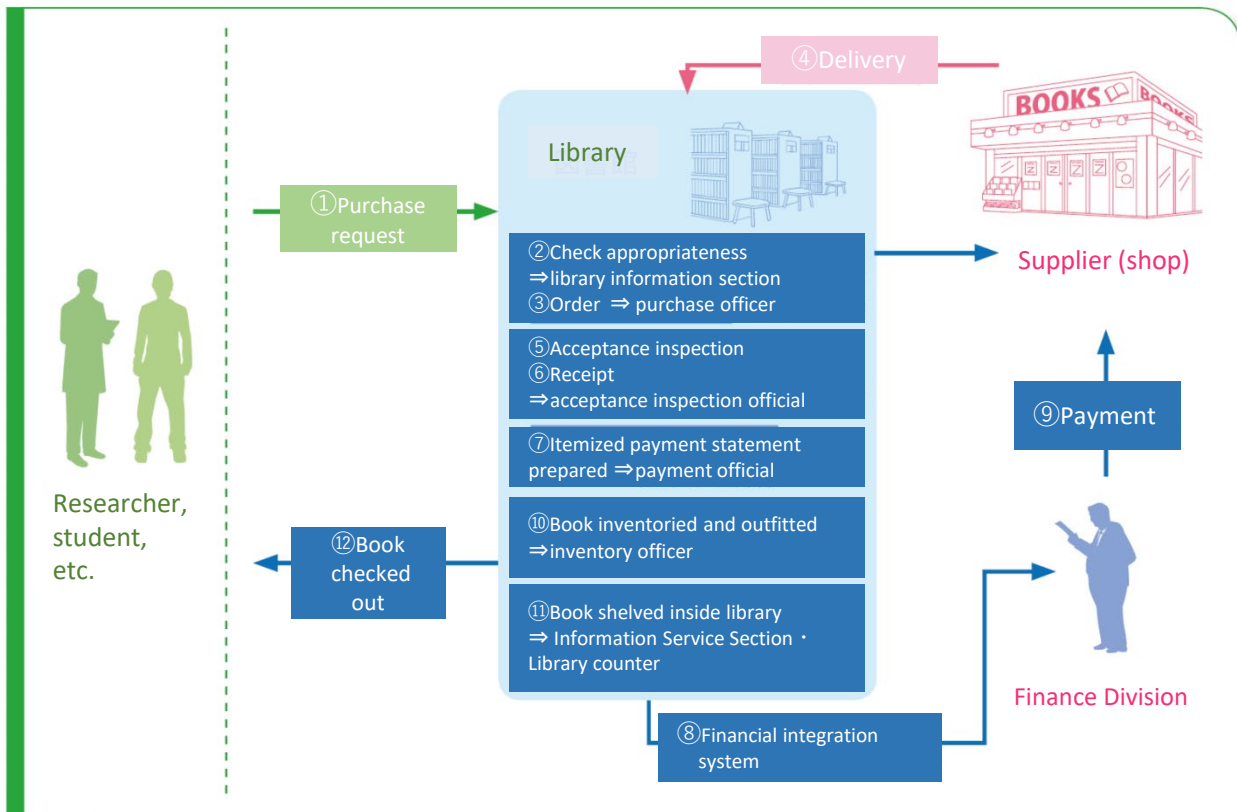 ④Delivery
BOOKS
BOOKS
Library
①Purchase
request
②Check appropriateness
⇒library information section
③Order ⇒ purchase officer
Supplier (shop)
⑤Acceptance inspection
⑥Receipt
⇒acceptance inspection official
⑨Payment
⑦Itemized payment statement
prepared ⇒payment official
Researcher,
student,
etc.
⑩Book inventoried and outfitted
⇒inventory officer
⑫Book
checked
out
⑪Book shelved inside library
⇒ Information Service Section・
Library counter
Finance Division
⑧Financial integration
system